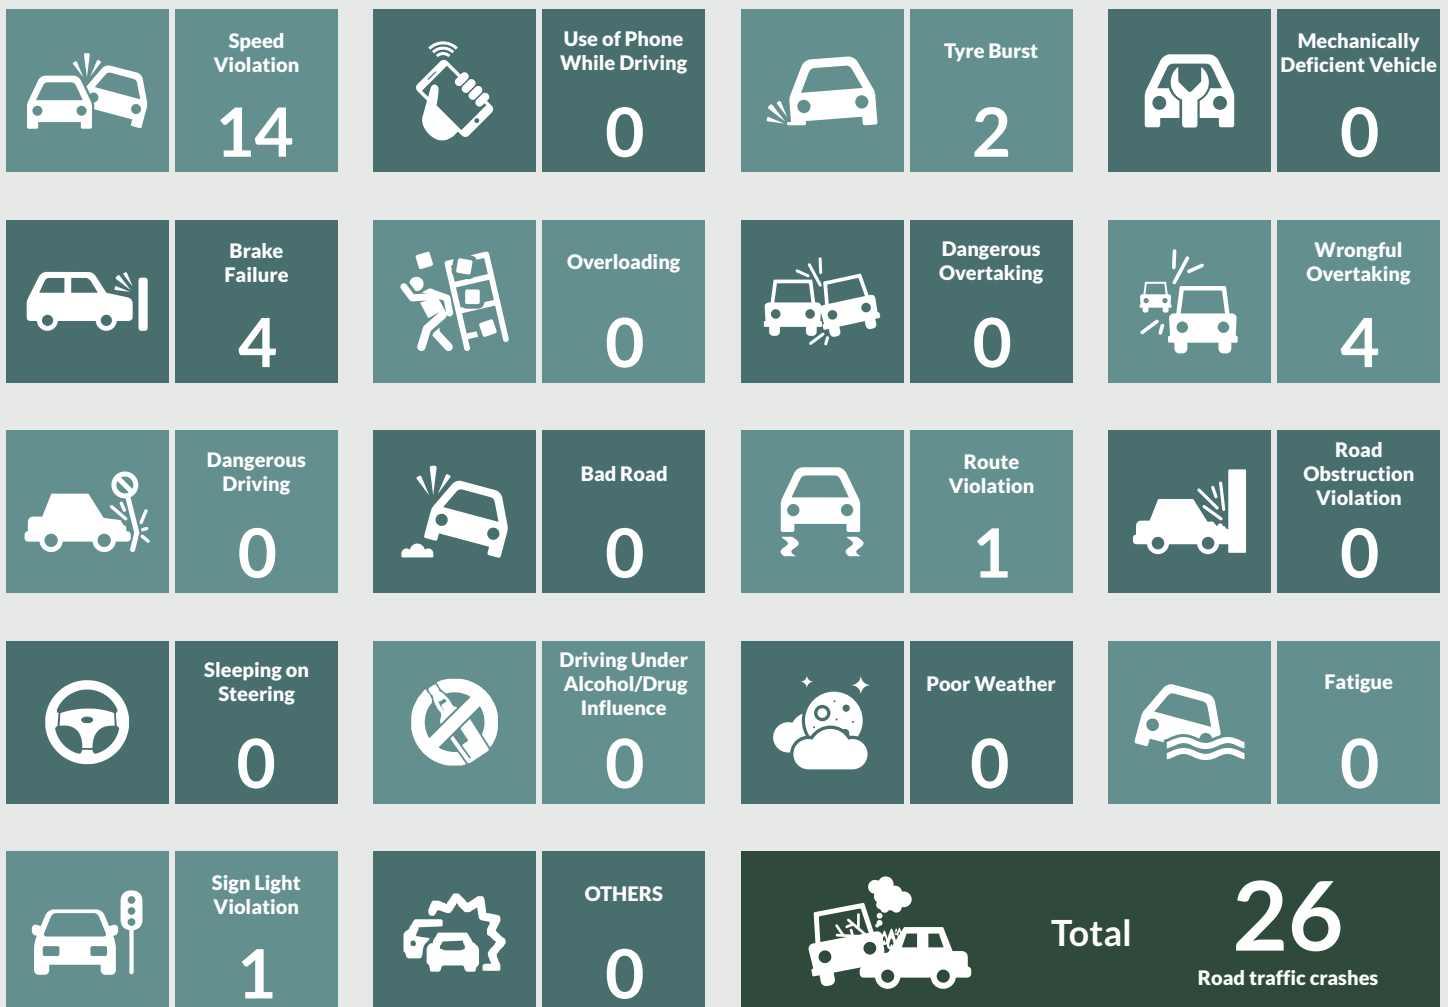 Speed
Violation
14
Use of Phone
While Driving
0
Tyre Burst
2
Mechanically
Deficient Vehicle
0
Brake
Failure
4
Overloading
0
Dangerous
Overtaking
0
Wrongful
Overtaking
4
Dangerous
Driving
0
Bad Road
0
Route
Violation
1
Road
Obstruction
Violation
0
Sleeping on
Steering
0
Driving Under
Alcohol/Drug
Influence
0
Poor Weather
0
Fatigue
0
Sign Light
Violation
1
OTHERS
0
Total
26
Road traffic crashes